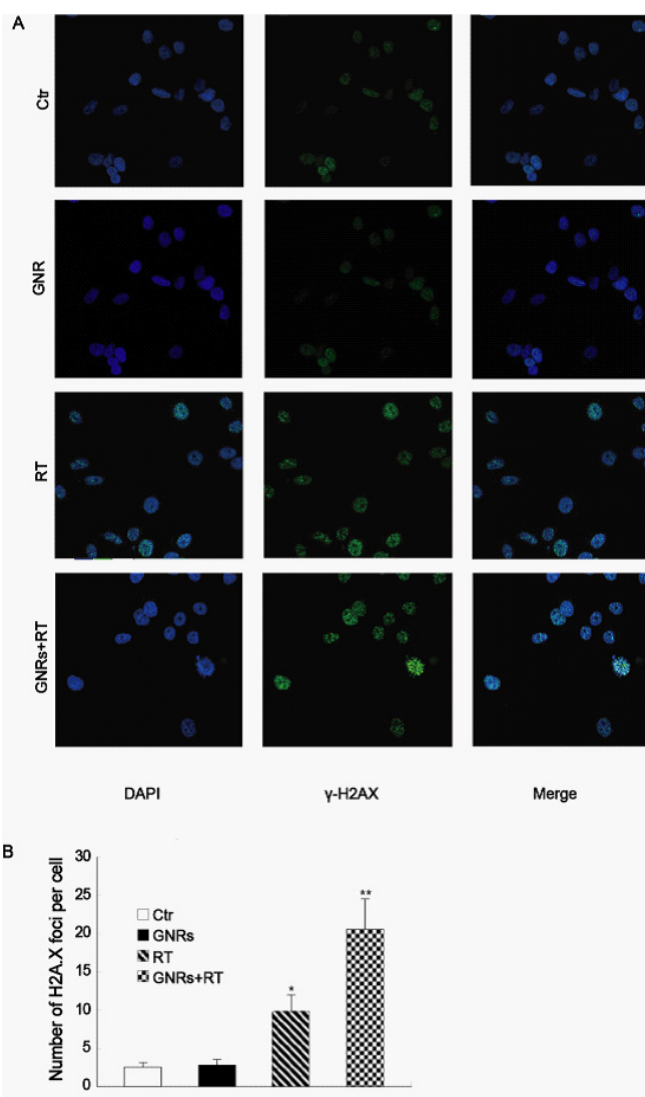 A
Ctr
GNR
RT
GNRs+RT
DAPI
γ-H2AX
Merge
B
Number of H2A.X foci per cell
30
25
20
15
10
5
0
Ctr
GNRs
RT
GNRs+RT
*
**